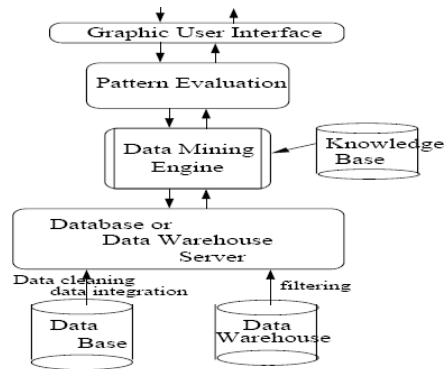 Graphic User Interface
Pattern Evaluation
Data Mining
Engine
Knowledge
Base
Database or
Data Warehouse
Server
Data cleaning
data integration
filtering
Data
Base
Data
Warehouse